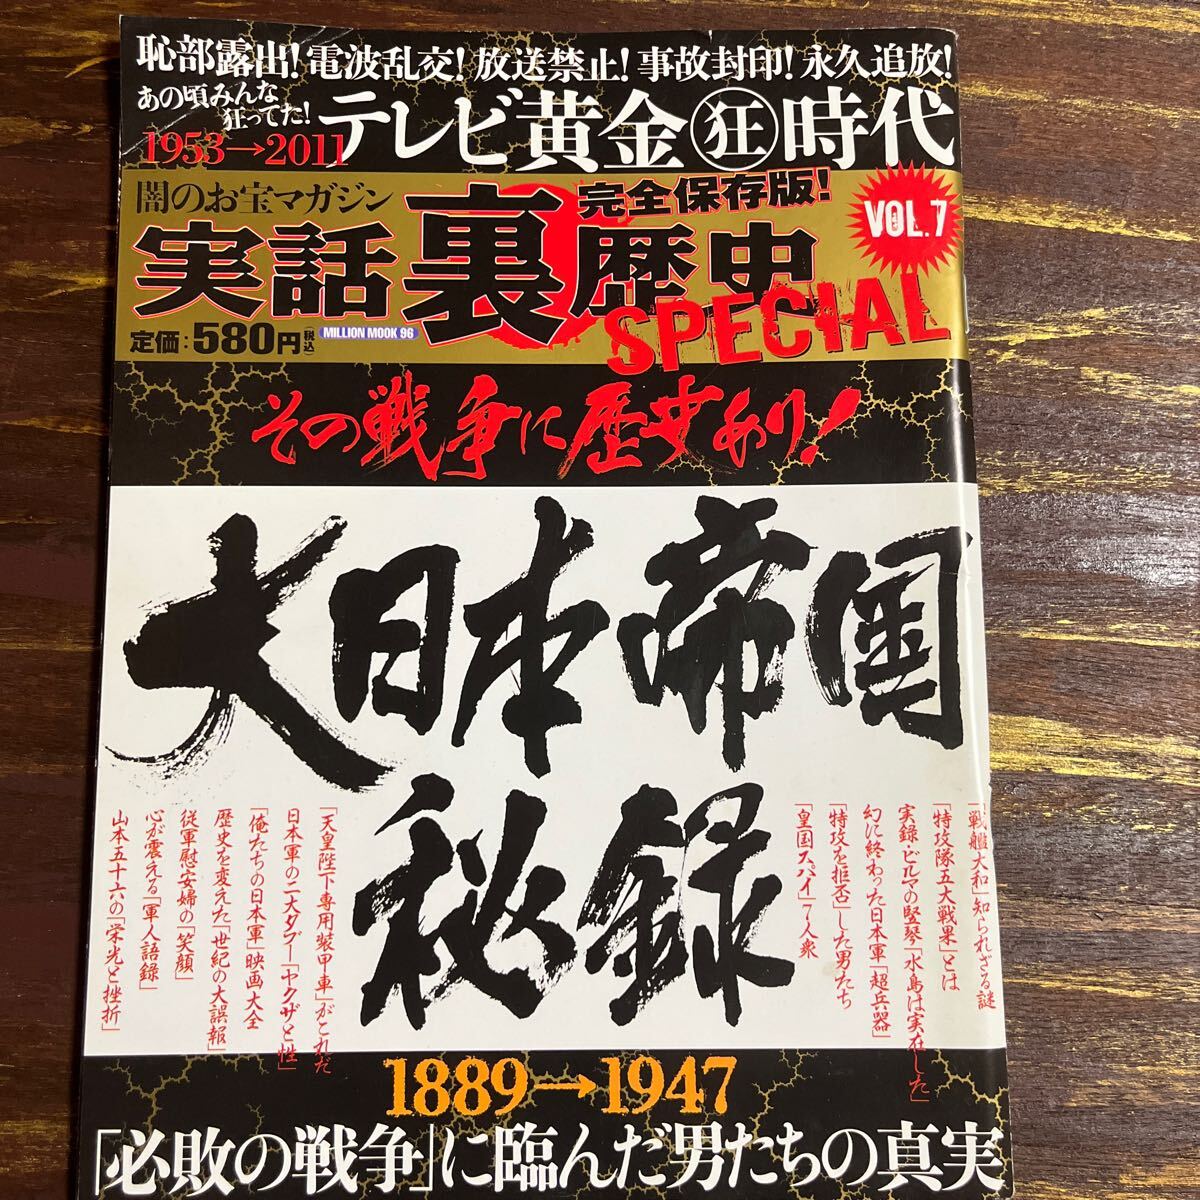 恥部露出!電波乱交!放送禁止!事故封印!永久追放!
あの頃みんな
狂ってた!
1953→2011
テレビ黄金㊋時代
闇のお宝マガジン
完全保存版!
VOL.7
実話裏歴史
SPECIAL
定価:580円(税込)
MILLION MOOK 96
その戦争に歴史あり!
大日本帝国
秘録
「戦艦大和」知られざる謎
「特攻隊五大戦果」とは
実録・ビルマの竪琴「水島は実在した」
幻に終わった日本軍「超兵器」
「特攻を拒否」した男たち
「皇国スパイ」7人衆
「天皇陛下専用装甲車」がこれだ
日本軍の二大タブー「ヤクザと性」
「俺たちの日本軍」映画大全
歴史を変えた「世紀の大誤報」
従軍慰安婦の「笑顔」
心が震える「軍人語録」
山本五十六の「栄光と挫折」
1889→1947
「必敗の戦争」に臨んだ男たちの真実